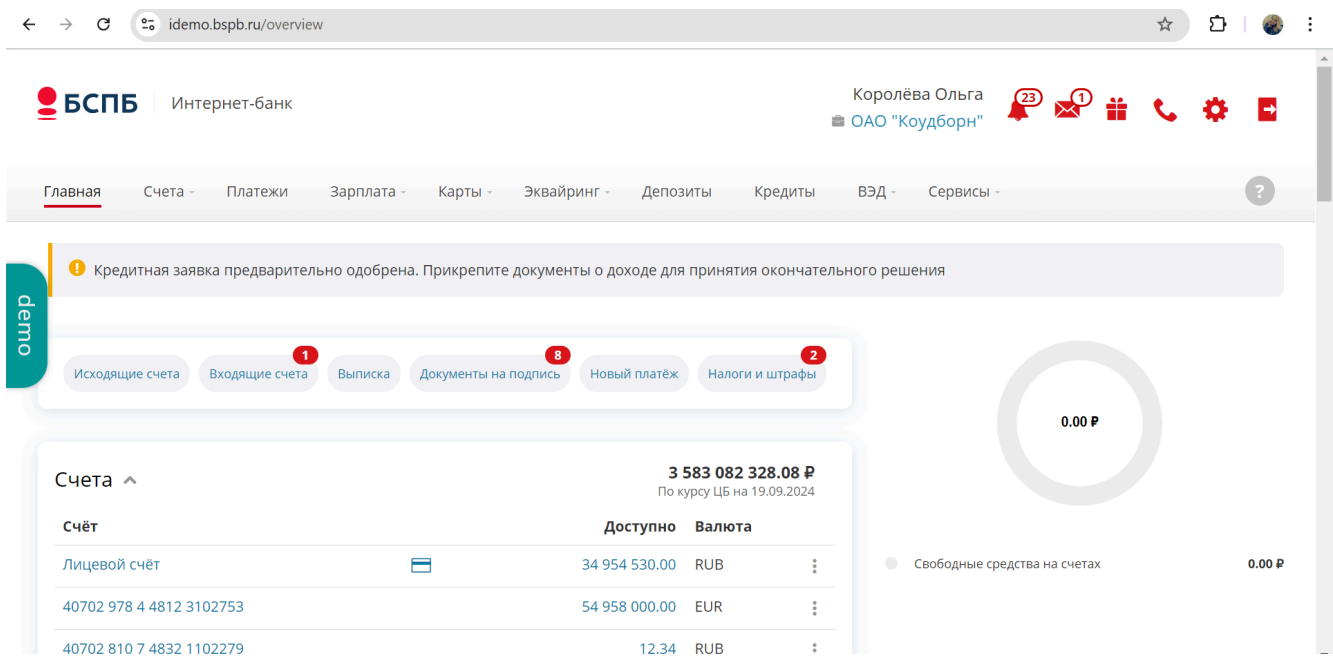 idemo.bspb.ru/overview
БСПБ Интернет-банк
Королёва Ольга
ОАО "Коудборн"
23
1
Главная Счета Платежи Зарплата Карты Эквайринг Депозиты Кредиты ВЭД Сервисы ?
! Кредитная заявка предварительно одобрена. Прикрепите документы о доходе для принятия окончательного решения
demo
1 8 2
Исходящие счета Входящие счета Выписка Документы на подпись Новый платёж Налоги и штрафы
0.00 ₽
Счета 3 583 082 328.08 ₽
По курсу ЦБ на 19.09.2024
Счёт Доступно Валюта
Лицевой счёт 34 954 530.00 RUB
Свободные средства на счетах 0.00 ₽
40702 978 4 4812 3102753 54 958 000.00 EUR
40702 810 7 4832 1102279 12.34 RUB